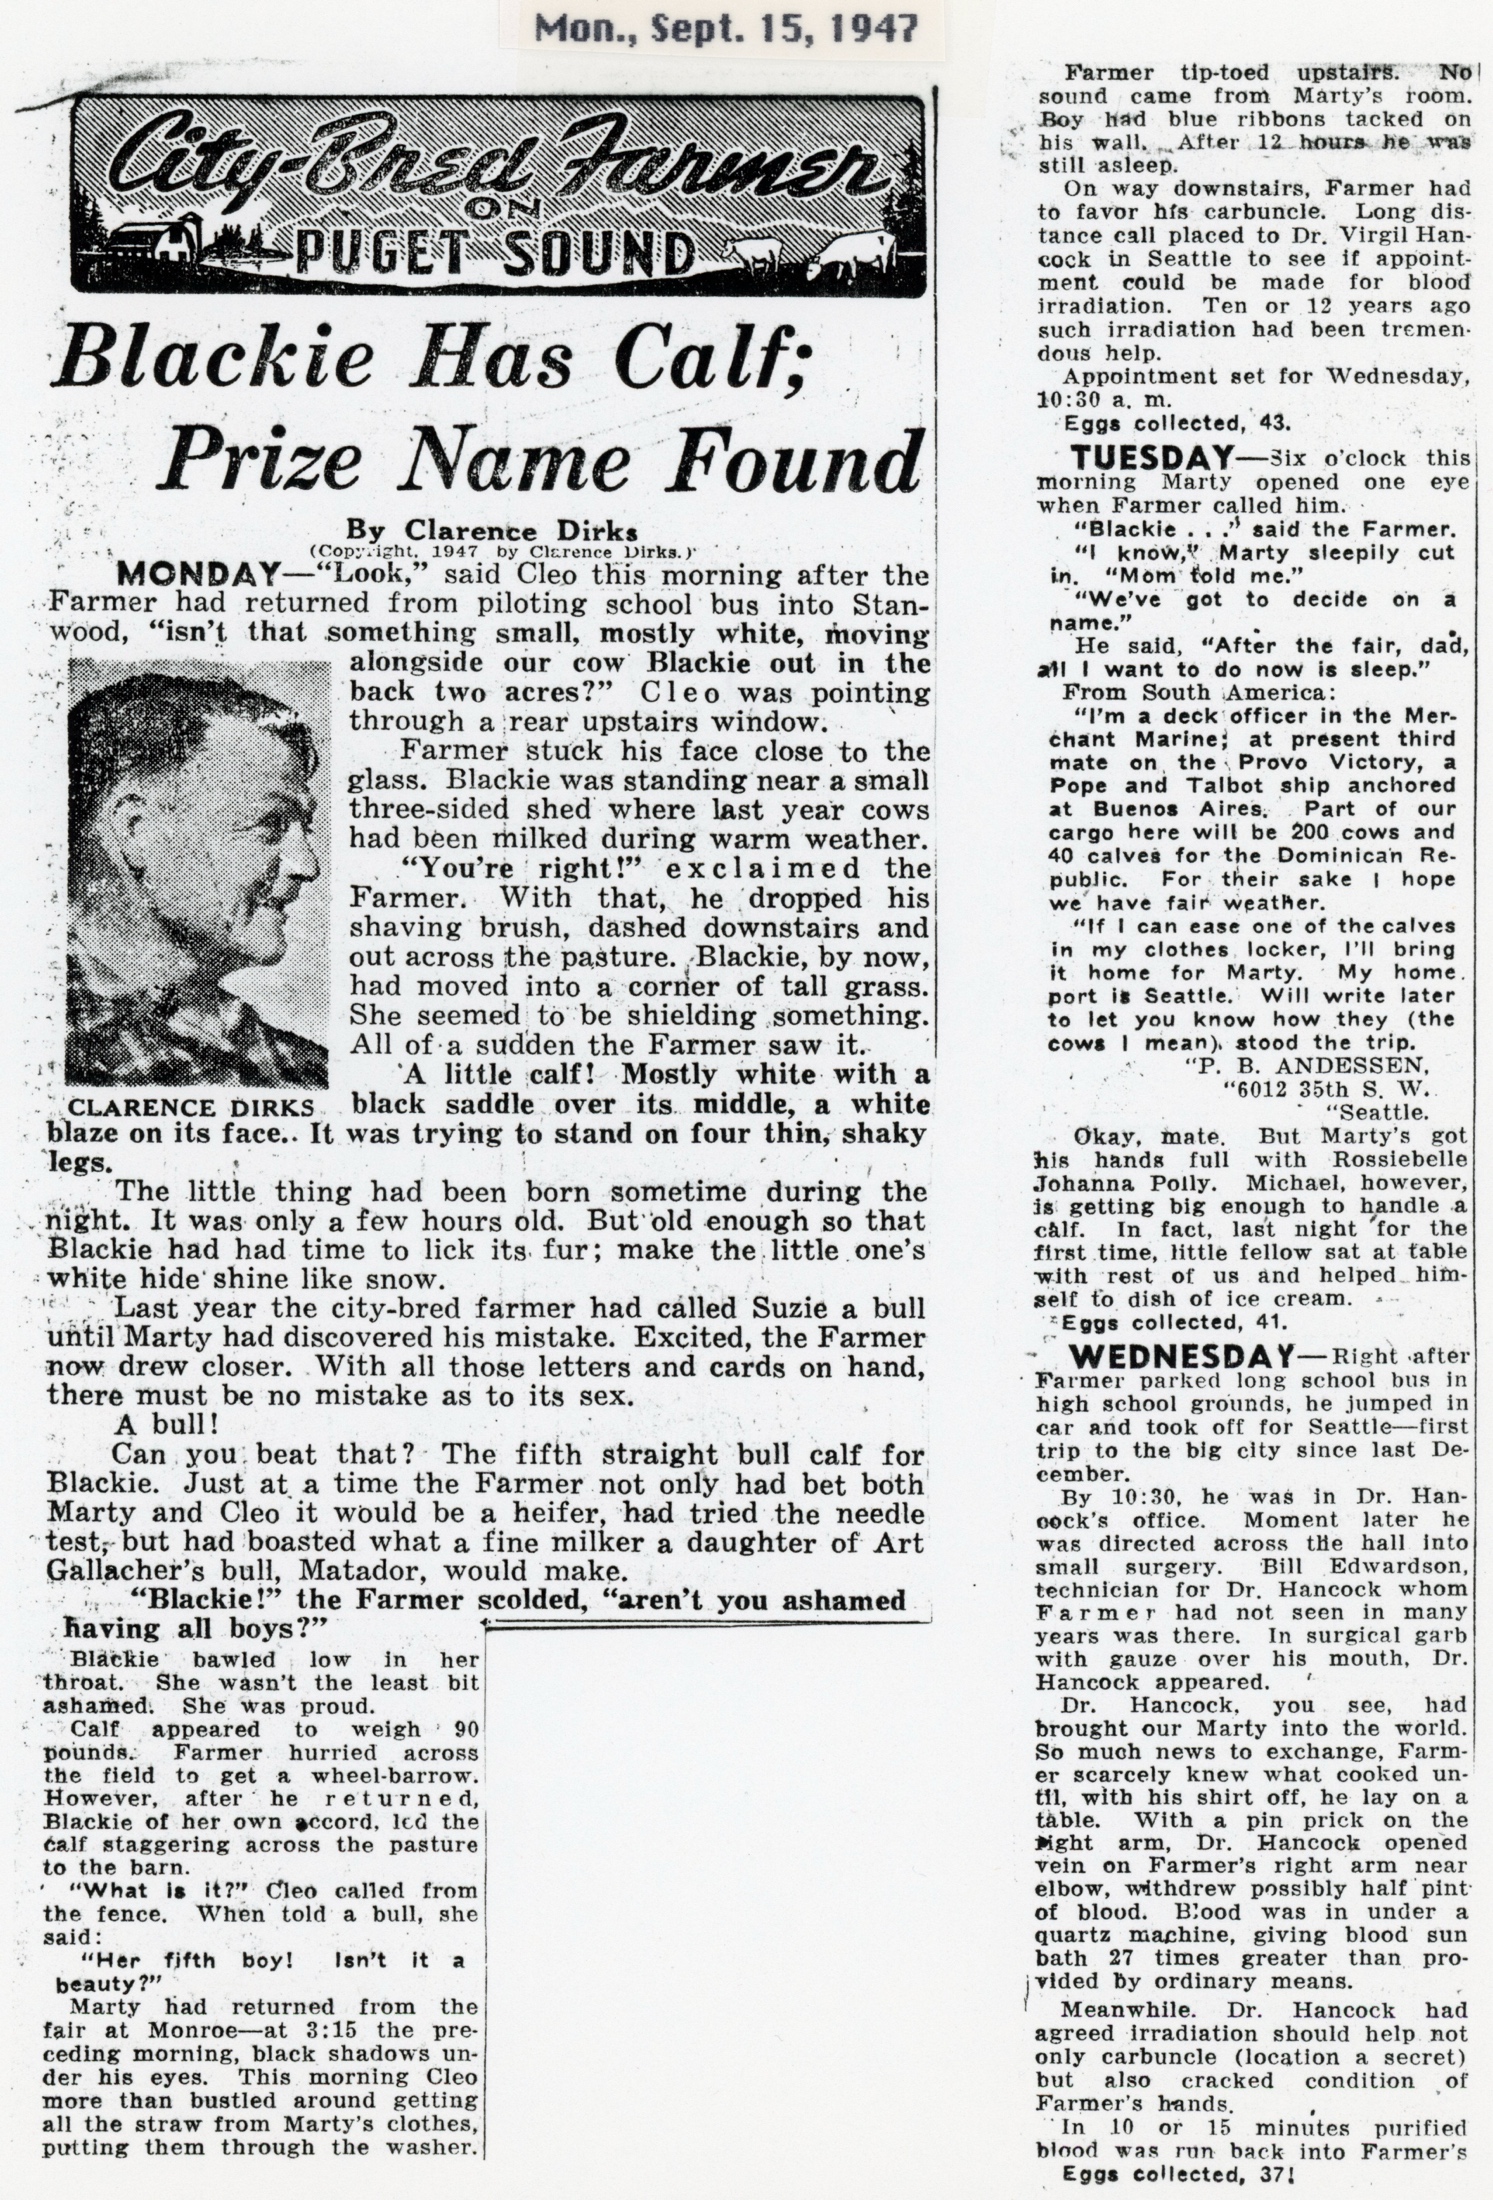 Mon., Sept. 15, 1947
City-Bred Farmer
ON
PUGET SOUND
Blackie Has Calf;
Prize Name Found
By Clarence Dirks
(Copyright, 1947 by Clarence Dirks.)
MONDAY—“Look,” said Cleo this morning after the
Farmer had returned from piloting school bus into Stan-
wood, “isn't that something small, mostly white, moving
alongside our cow Blackie out in the
back two acres?” Cleo was pointing
through a rear upstairs window.
Farmer stuck his face close to the
glass. Blackie was standing near a small
three-sided shed where last year cows
had been milked during warm weather.
“You're right!” exclaimed the
Farmer. With that, he dropped his
shaving brush, dashed downstairs and
out across the pasture. Blackie, by now,
had moved into a corner of tall grass.
She seemed to be shielding something.
All of a sudden the Farmer saw it.
A little calf! Mostly white with a
CLARENCE DIRKS
black saddle over its middle, a white
blaze on its face.. It was trying to stand on four thin, shaky
legs.
The little thing had been born sometime during the
night. It was only a few hours old. But old enough so that
Blackie had had time to lick its fur; make the little one's
white hide shine like snow.
Last year the city-bred farmer had called Suzie a bull
until Marty had discovered his mistake. Excited, the Farmer
now drew closer. With all those letters and cards on hand,
there must be no mistake as to its sex.
A bull!
Can you beat that? The fifth straight bull calf for
Blackie. Just at a time the Farmer not only had bet both
Marty and Cleo it would be a heifer, had tried the needle
test, but had boasted what a fine milker a daughter of Art
Gallacher's bull, Matador, would make.
“Blackie!” the Farmer scolded, “aren't you ashamed
having all boys?”
Blackie bawled low in her
throat. She wasn't the least bit
ashamed. She was proud.
Calf appeared to weigh 90
pounds. Farmer hurried across
the field to get a wheel-barrow.
However, after he returned,
Blackie of her own accord, led the
calf staggering across the pasture
to the barn.
“What is it?” Cleo called from
the fence. When told a bull, she
said:
“Her fifth boy! Isn't it a
beauty?”
Marty had returned from the
fair at Monroe—at 3:15 the pre-
ceding morning, black shadows un-
der his eyes. This morning Cleo
more than bustled around getting
all the straw from Marty's clothes,
putting them through the washer.
Farmer tip-toed upstairs. No
sound came from Marty's room.
Boy had blue ribbons tacked on
his wall. After 12 hours he was
still asleep.
On way downstairs, Farmer had
to favor his carbuncle. Long dis-
tance call placed to Dr. Virgil Han-
cock in Seattle to see if appoint-
ment could be made for blood
irradiation. Ten or 12 years ago
such irradiation had been tremen-
dous help.
Appointment set for Wednesday,
10:30 a. m.
Eggs collected, 43.
TUESDAY—Six o'clock this
morning Marty opened one eye
when Farmer called him.
“Blackie . . .” said the Farmer.
“I know,” Marty sleepily cut
in. “Mom told me.”
“We've got to decide on a
name.”
He said, “After the fair, dad,
all I want to do now is sleep.”
From South America:
“I'm a deck officer in the Mer-
chant Marine; at present third
mate on the Provo Victory, a
Pope and Talbot ship anchored
at Buenos Aires. Part of our
cargo here will be 200 cows and
40 calves for the Dominican Re-
public. For their sake I hope
we have fair weather.
“If I can ease one of the calves
in my clothes locker, I'll bring
it home for Marty. My home
port is Seattle. Will write later
to let you know how they (the
cows I mean) stood the trip.
“P. B. ANDESSEN,
“6012 35th S. W.
“Seattle.
Okay, mate. But Marty's got
his hands full with Rossiebelle
Johanna Polly. Michael, however,
is getting big enough to handle a
calf. In fact, last night for the
first time, little fellow sat at table
with rest of us and helped him-
self to dish of ice cream.
Eggs collected, 41.
WEDNESDAY—Right after
Farmer parked long school bus in
high school grounds, he jumped in
car and took off for Seattle—first
trip to the big city since last De-
cember.
By 10:30, he was in Dr. Han-
cock's office. Moment later he
was directed across the hall into
small surgery. Bill Edwardson,
technician for Dr. Hancock whom
Farmer had not seen in many
years was there. In surgical garb
with gauze over his mouth, Dr.
Hancock appeared.
Dr. Hancock, you see, had
brought our Marty into the world.
So much news to exchange, Farm-
er scarcely knew what cooked un-
til, with his shirt off, he lay on a
table. With a pin prick on the
right arm, Dr. Hancock opened
vein on Farmer's right arm near
elbow, withdrew possibly half pint
of blood. Blood was in under a
quartz machine, giving blood sun
bath 27 times greater than pro-
vided by ordinary means.
Meanwhile. Dr. Hancock had
agreed irradiation should help not
only carbuncle (location a secret)
but also cracked condition of
Farmer's hands.
In 10 or 15 minutes purified
blood was run back into Farmer's
Eggs collected, 37!